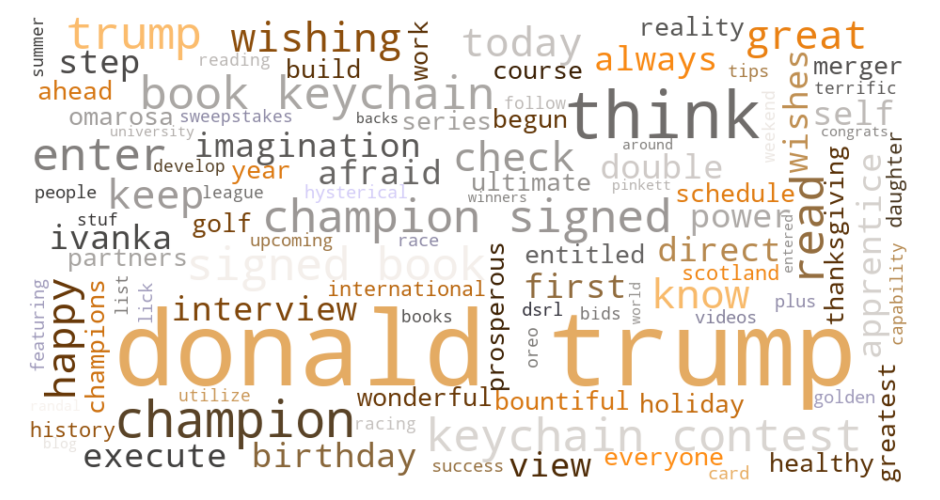 summer
trump
wishing
work
today
reality
great
step
reading
build
course
always
tips
merger
ahead
book keychain
follow
think
wishes
terrific
omarosa
sweepstakes
backs
series
begun
weekend
self
university
congrats
enter
develop
imagination
year
afraid
check
around
double
people
keep
league
hysterical
ultimate
winners
pinkett
schedule
read
thanksgiving
apprentice
daughter
stuf
golf
champion signed
power
entered
ivanka
upcoming
race
entitled
direct
partners
signed book
scotland
featuring
happy
champions
list
lick
international
prosperous
first
world
know
plus
capability
interview
books
dsrl
bids
videos
oreo
donald trump
utilize
wonderful
bountiful
holiday
golden
randal
history
blog
champion
racing
keychain contest
greatest
execute
birthday
success
view
everyone
card
healthy